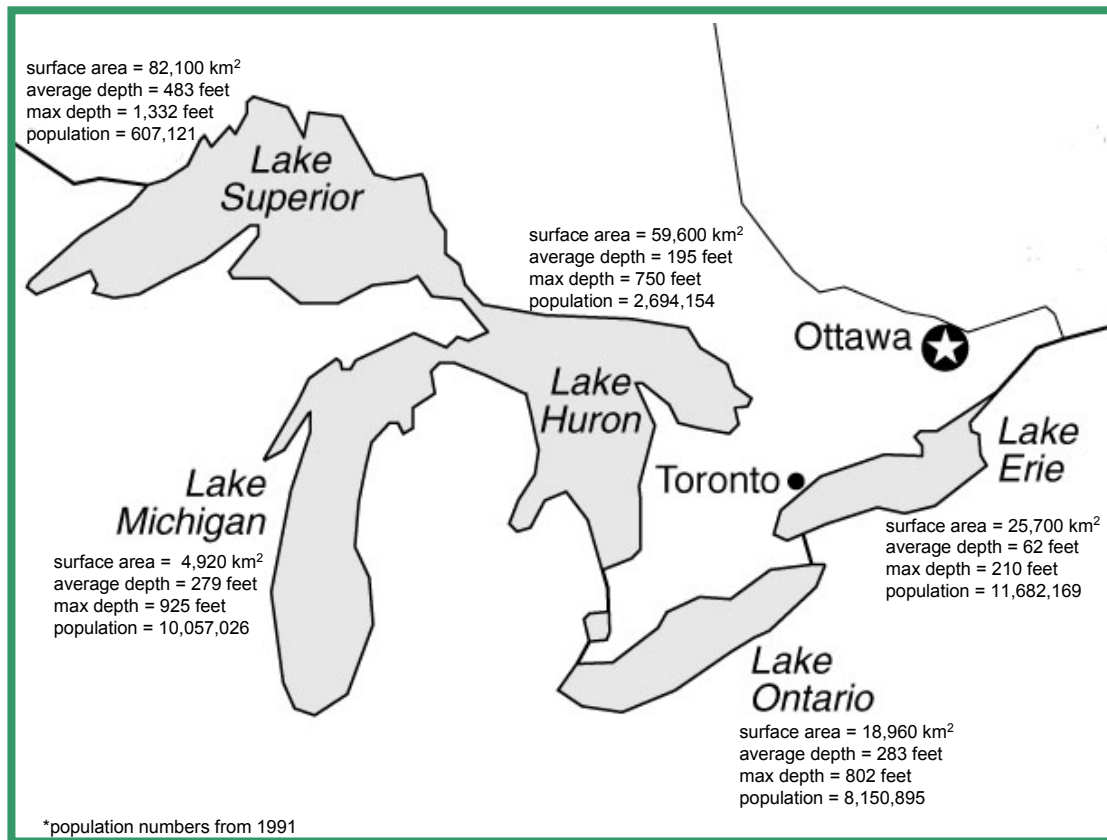 surface area = 82,100 km²
average depth = 483 feet
max depth = 1,332 feet
population = 607,121
Lake
Superior
surface area = 59,600 km²
average depth = 195 feet
max depth = 750 feet
population = 2,694,154
Ottawa
Lake
Huron
Lake
Erie
Toronto
Lake
Michigan
surface area = 25,700 km²
average depth = 62 feet
max depth = 210 feet
population = 11,682,169
surface area = 4,920 km²
average depth = 279 feet
max depth = 925 feet
population = 10,057,026
Lake
Ontario
surface area = 18,960 km²
average depth = 283 feet
max depth = 802 feet
population = 8,150,895
*population numbers from 1991